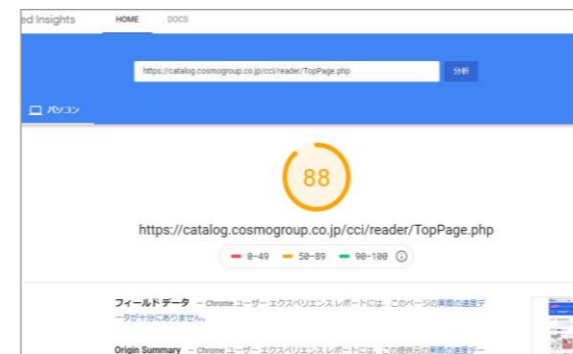 ed Insights
HOME
DOCS
https://catalog.cosmogroup.co.jp/cci/reader/TopPage.php
分析
パソコン
88
https://catalog.cosmogroup.co.jp/cci/reader/TopPage.php
0-49 50-89 90-100
フィールド データ – Chrome ユーザー エクスペリエンス レポートには、このページの実際の速度デ
ータが十分にありません。
Origin Summary – Chrome ユーザー エクスペリエンス レポートには、この提供元の実際の速度デー